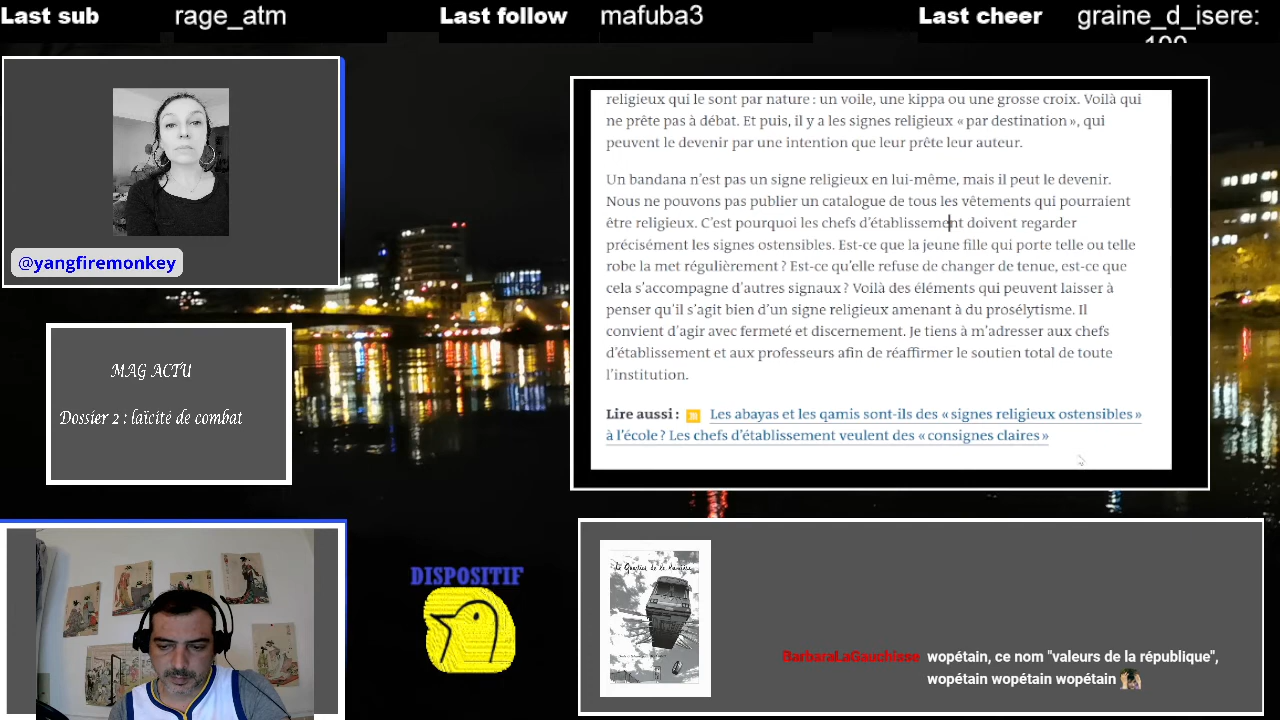 Last sub
rage_atm
Last follow
mafuba3
Last cheer
graine_d_isere:
@yangfiremonkey
religieux qui le sont par nature : un voile, une kippa ou une grosse croix. Voilà qui
ne prête pas à débat. Et puis, il y a les signes religieux « par destination », qui
peuvent le devenir par une intention que leur prête leur auteur.
Un bandana n’est pas un signe religieux en lui-même, mais il peut le devenir.
Nous ne pouvons pas publier un catalogue de tous les vêtements qui pourraient
être religieux. C’est pourquoi les chefs d’établissement doivent regarder
précisément les signes ostensibles. Est-ce que la jeune fille qui porte telle ou telle
robe la met régulièrement ? Est-ce qu’elle refuse de changer de tenue, est-ce que
cela s’accompagne d’autres signaux ? Voilà des éléments qui peuvent laisser à
penser qu’il s’agit bien d’un signe religieux amenant à du prosélytisme. Il
convient d’agir avec fermeté et discernement. Je tiens à m’adresser aux chefs
d’établissement et aux professeurs afin de réaffirmer le soutien total de toute
l’institution.
Lire aussi : Les abayas et les qamis sont-ils des « signes religieux ostensibles »
à l’école ? Les chefs d’établissement veulent des « consignes claires »
MAG ACTU
Dossier 2 : laïcité de combat
DISPOSITIF
BarbaraLaGauchisse wopétain, ce nom "valeurs de la république",
wopétain wopétain wopétain